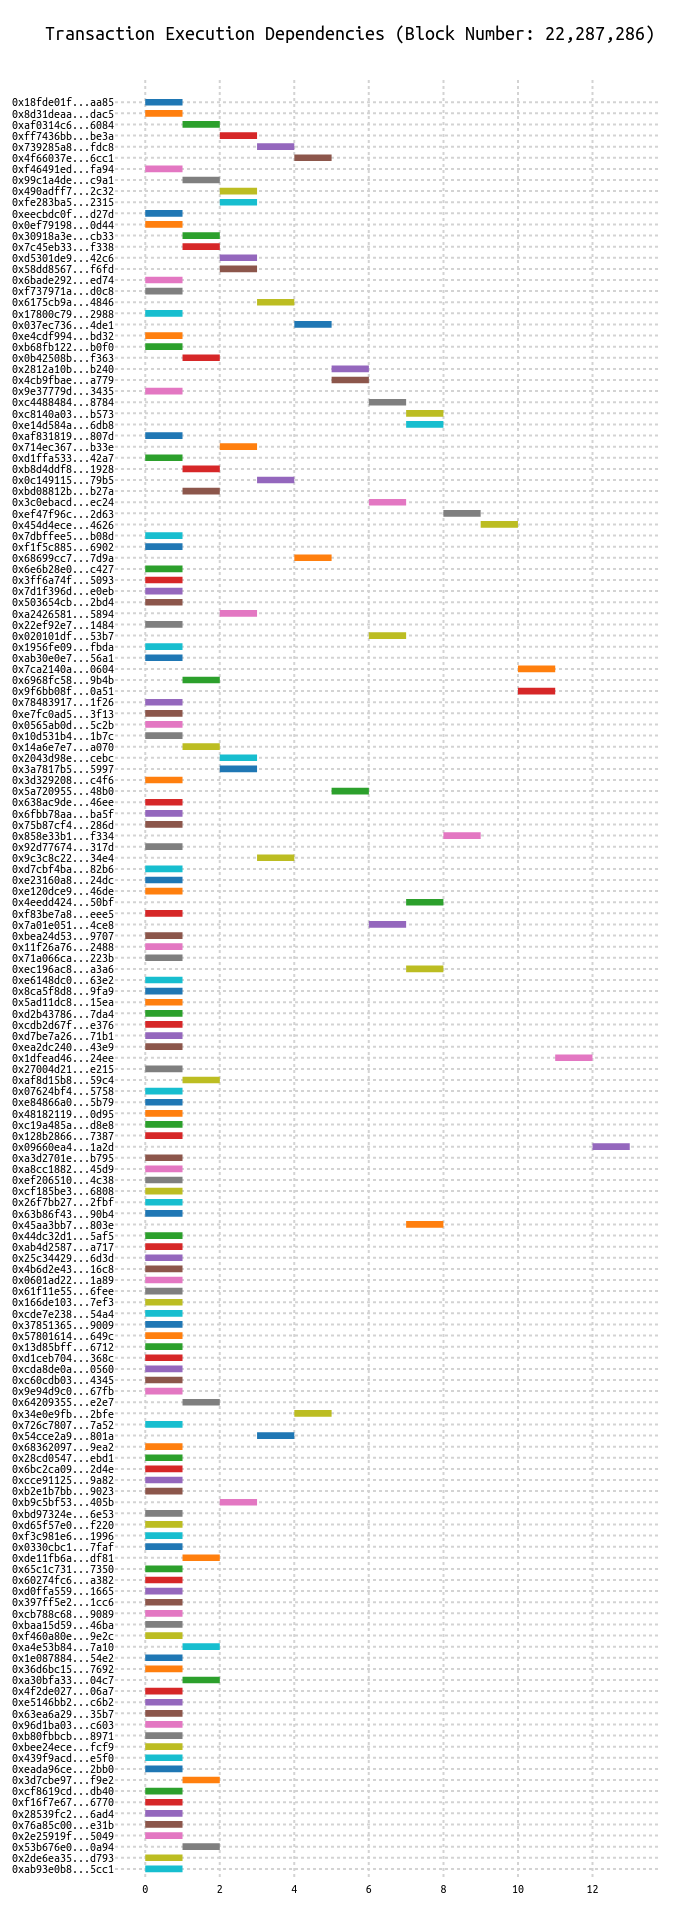 Transaction Execution Dependencies (Block Number: 22,287,286)
0x18fde01f...aa85
0x8d31deaa...dac5
0xaf0314c6...6084
0xff7436bb...be3a
0x739285a8...fdc8
0x4f66037e...6cc1
0xf46491ed...fa94
0x99c1a4de...c9a1
0x490adff7...2c32
0xfe283ba5...2315
0xeecbdc0f...d27d
0x0ef79198...0d44
0x30918a3e...cb33
0x7c45eb33...f338
0xd5301de9...42c6
0x58dd8567...f6fd
0x6bade292...ed74
0xf737971a...d0c8
0x6175cb9a...4846
0x17800c79...2988
0x037ec736...4de1
0xe4cdf994...bd32
0xb68fb122...b0f0
0x0b42508b...f363
0x2812a10b...b240
0x4cb9fbae...a779
0x9e37779d...3435
0xc4488484...8784
0xc8140a03...b573
0xe14d584a...6db8
0xaf831819...807d
0x714ec367...b33e
0xd1ffa533...42a7
0xb8d4ddf8...1928
0x0c149115...79b5
0xbd08812b...b27a
0x3c0ebacd...ec24
0xef47f96c...2d63
0x454d4ece...4626
0x7dbffee5...b08d
0xf1f5c885...6902
0x68699cc7...7d9a
0x6e6b28e0...c427
0x3ff6a74f...5093
0x7d1f396d...e0eb
0x503654cb...2bd4
0xa2426581...5894
0x22ef92e7...1484
0x020101df...53b7
0x1956fe09...fbda
0xab30e0e7...56a1
0x7ca2140a...0604
0x6968fc58...9b4b
0x9f6bb08f...0a51
0x78483917...1f26
0xe7fc0ad5...3f13
0x0565ab0d...5c2b
0x10d531b4...1b7c
0x14a6e7e7...a070
0x2043d98e...cebc
0x3a7817b5...5997
0x3d329208...c4f6
0x5a720955...48b0
0x638ac9de...46ee
0x6fbb78aa...ba5f
0x75b87cf4...286d
0x858e33b1...f334
0x92d77674...317d
0x9c3c8c22...34e4
0xd7cbf4ba...82b6
0xe23160a8...24dc
0xe120dce9...46de
0x4eedd424...50bf
0xf83be7a8...eee5
0x7a01e051...4ce8
0xbea24d53...9707
0x11f26a76...2488
0x71a066ca...223b
0xec196ac8...a3a6
0xe6148dc0...63e2
0x8ca5f8d8...9fa9
0x5ad11dc8...15ea
0xd2b43786...7da4
0xcdb2d67f...e376
0xd7be7a26...71b1
0xea2dc240...43e9
0x1dfead46...24ee
0x27004d21...e215
0xaf8d15b8...59c4
0x07624bf4...5758
0xe84866a0...5b79
0x48182119...0d95
0xc19a485a...d8e8
0x128b2866...7387
0x09660ea4...1a2d
0xa3d2701e...b795
0xa8cc1882...45d9
0xef206510...4c38
0xcf185be3...6808
0x26f7bb27...2fbf
0x63b86f43...90b4
0x45aa3bb7...803e
0x44dc32d1...5af5
0xab4d2587...a717
0x25c34429...6d3d
0x4b6d2e43...16c8
0x0601ad22...1a89
0x61f11e55...6fee
0x166de103...7ef3
0xcde7e238...54a4
0x37851365...9009
0x57801614...649c
0x13d85bff...6712
0xd1ceb704...368c
0xcda8de0a...0560
0xc60cdb03...4345
0x9e94d9c0...67fb
0x64209355...e2e7
0x34e0e9fb...2bfe
0x726c7807...7a52
0x54cce2a9...801a
0x68362097...9ea2
0x28cd0547...ebd1
0x6bc2ca09...2d4e
0xcce91125...9a82
0xb2e1b7bb...9023
0xb9c5bf53...405b
0xbd97324e...6e53
0xd65f57e0...f220
0xf3c981e6...1996
0x0330cbc1...7faf
0xde11fb6a...df81
0x65c1c731...7350
0x60274fc6...a382
0xd0ffa559...1665
0x397ff5e2...1cc6
0xcb788c68...9089
0xbaa15d59...46ba
0xf460a80e...9e2c
0xa4e53b84...7a10
0x1e087884...54e2
0x36d6bc15...7692
0xa30bfa33...04c7
0x4f2de027...06a7
0xe5146bb2...c6b2
0x63ea6a29...35b7
0x96d1ba03...c603
0xb80fbbcb...8971
0xbee24ece...fcf9
0x439f9acd...e5f0
0xeada96ce...2bb0
0x3d7cbe97...f9e2
0xcf8619cd...db40
0xf16f7e67...6770
0x28539fc2...6ad4
0x76a85c00...e31b
0x2e25919f...5049
0x53b676e0...0a94
0x2de6ea35...d793
0xab93e0b8...5cc1
0 2 4 6 8 10 12